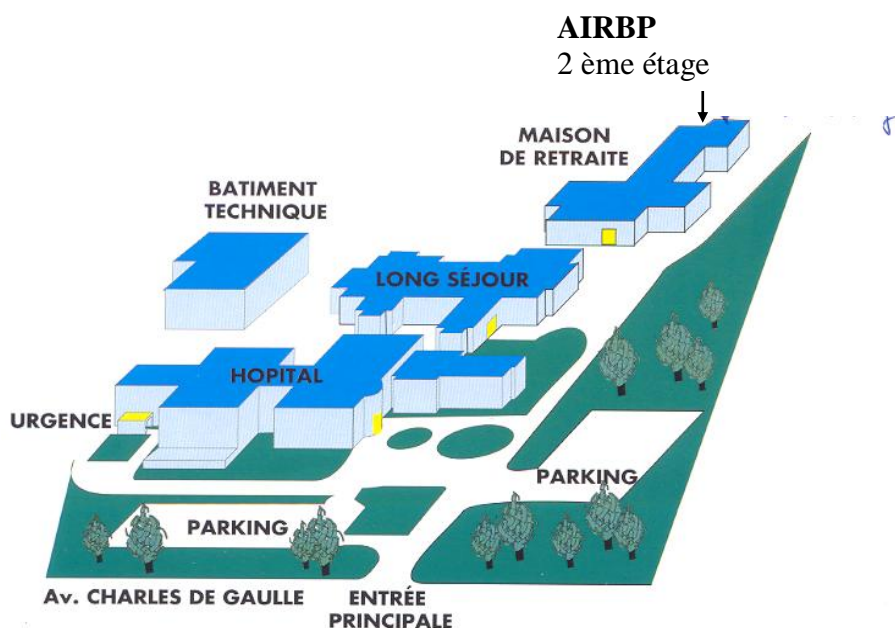 AIRBP
2 ème étage
MAISON
DE RETRAITE
BATIMENT
TECHNIQUE
LONG SÉJOUR
HOPITAL
URGENCE
PARKING
PARKING
Av. CHARLES DE GAULLE
ENTRÉE
PRINCIPALE